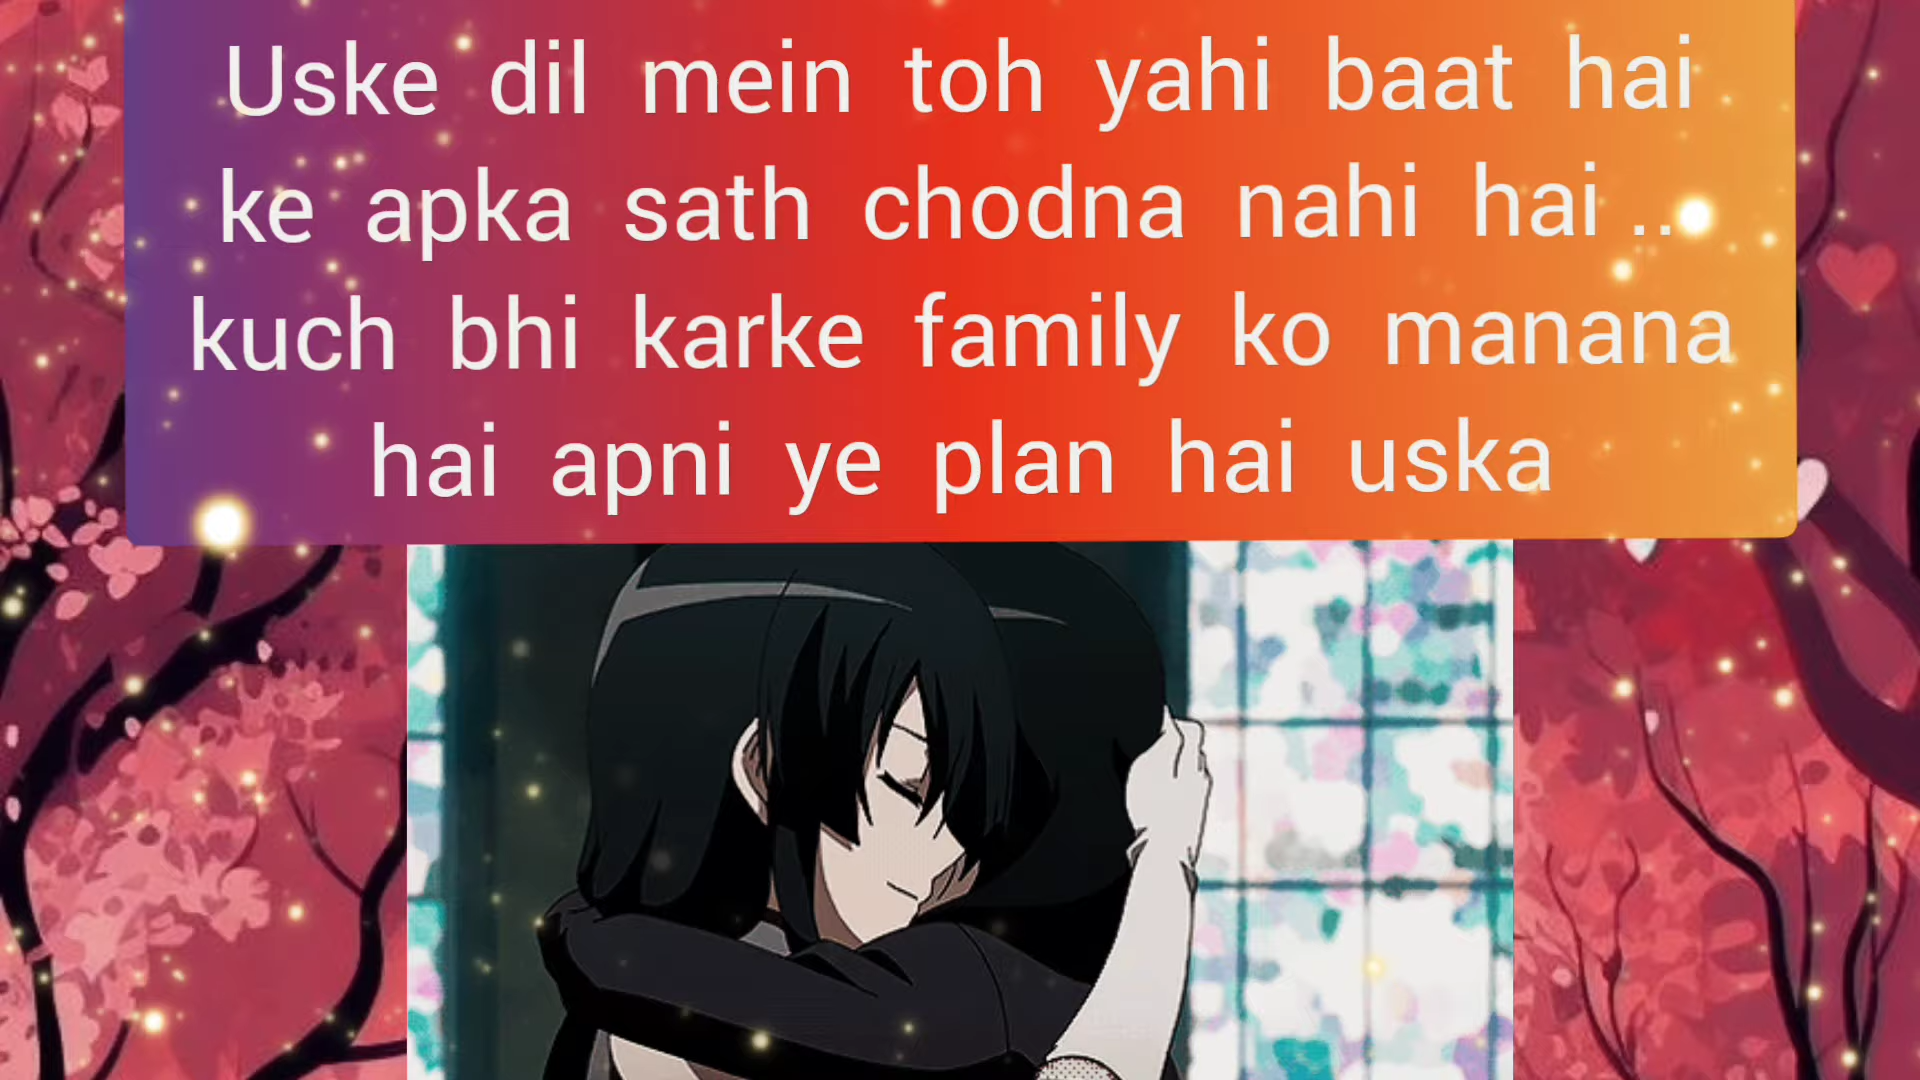 Uske dil mein toh yahi baat hai
ke apka sath chodna nahi hai ..
kuch bhi karke family ko manana
hai apni ye plan hai uska